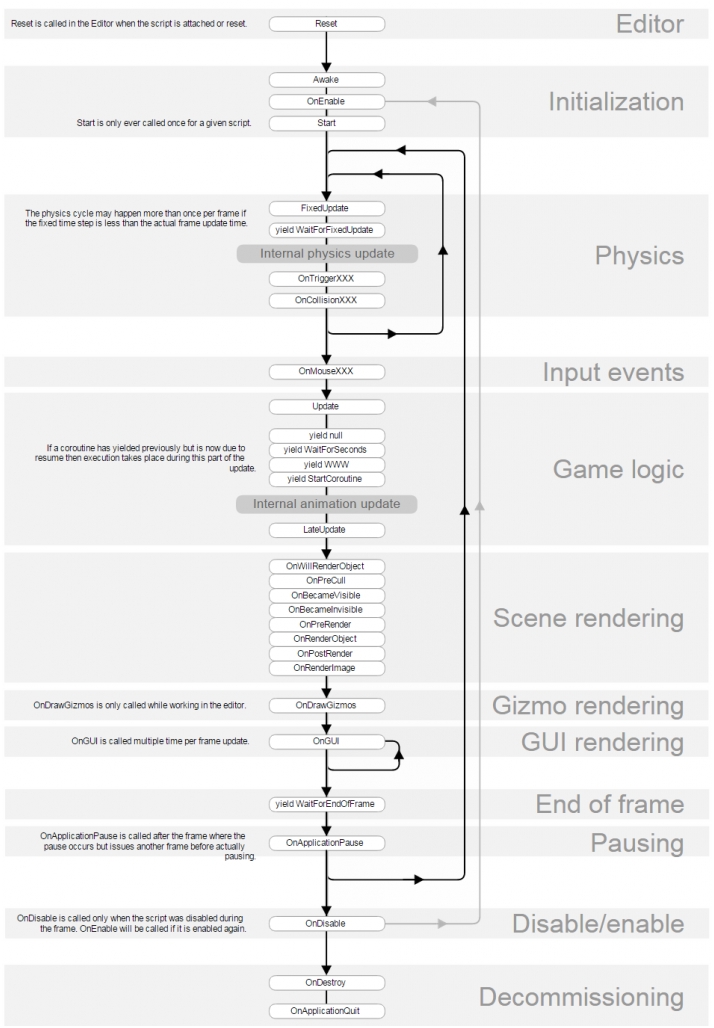 Reset is called in the Editor when the script is attached or reset.
Reset
Editor
Awake
OnEnable
Initialization
Start is only ever called once for a given script.
Start
The physics cycle may happen more than once per frame if
the fixed time step is less than the actual frame update time.
FixedUpdate
yield WaitForFixedUpdate
Internal physics update
Physics
OnTriggerXXX
OnCollisionXXX
OnMouseXXX
Input events
Update
If a coroutine has yielded previously but is now due to
resume then execution takes place during this part of the
update.
yield null
yield WaitForSeconds
yield WWW
yield StartCoroutine
Game logic
Internal animation update
LateUpdate
OnWillRenderObject
OnPreCull
OnBecameVisible
OnBecameInvisible
OnPreRender
OnRenderObject
OnPostRender
OnRenderImage
Scene rendering
OnDrawGizmos is only called while working in the editor.
OnDrawGizmos
Gizmo rendering
OnGUI is called multiple time per frame update.
OnGUI
GUI rendering
yield WaitForEndOfFrame
End of frame
OnApplicationPause is called after the frame where the
pause occurs but issues another frame before actually
pausing.
OnApplicationPause
Pausing
OnDisable is called only when the script was disabled during
the frame. OnEnable will be called if it is enabled again.
OnDisable
Disable/enable
OnDestroy
Decommissioning
OnApplicationQuit